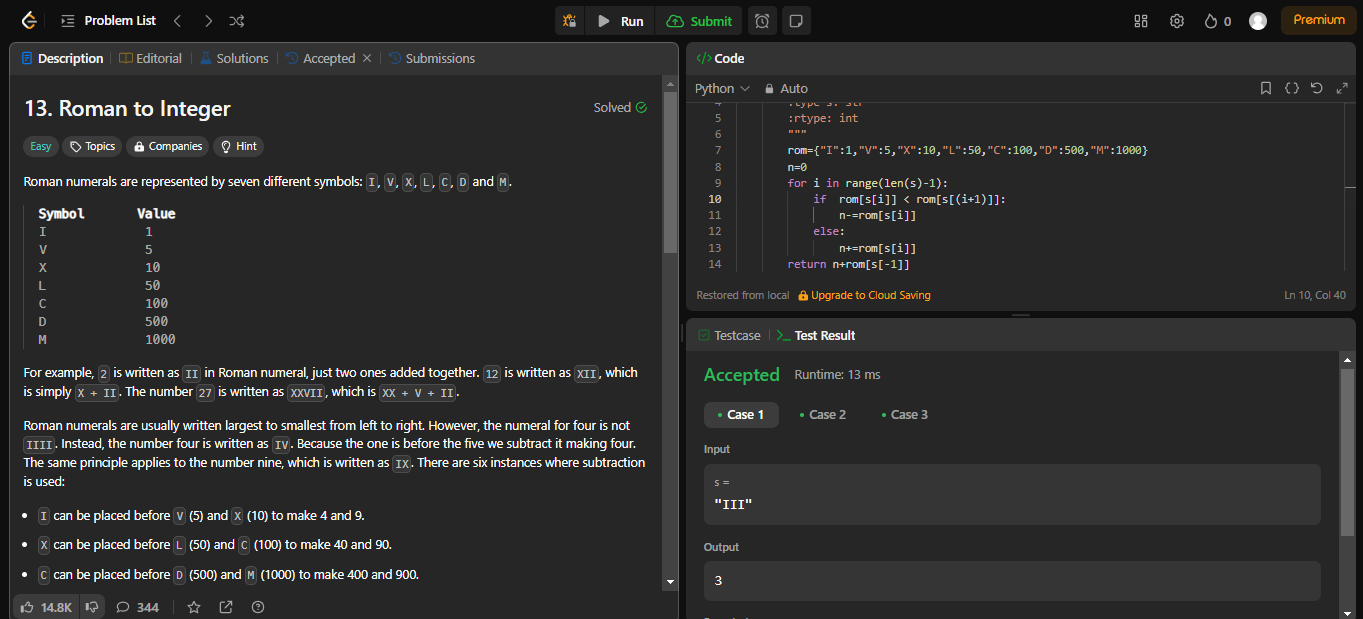 Problem List
Run
Submit
0
Premium
Description
Editorial
Solutions
Accepted
Submissions
13. Roman to Integer
Solved
Easy
Topics
Companies
Hint
Roman numerals are represented by seven different symbols: I, V, X, L, C, D and M.
Symbol Value
I 1
V 5
X 10
L 50
C 100
D 500
M 1000
For example, 2 is written as II in Roman numeral, just two ones added together. 12 is written as XII, which
is simply X + II. The number 27 is written as XXVII, which is XX + V + II.
Roman numerals are usually written largest to smallest from left to right. However, the numeral for four is not
IIII. Instead, the number four is written as IV. Because the one is before the five we subtract it making four.
The same principle applies to the number nine, which is written as IX. There are six instances where subtraction
is used:
• I can be placed before V (5) and X (10) to make 4 and 9.
• X can be placed before L (50) and C (100) to make 40 and 90.
• C can be placed before D (500) and M (1000) to make 400 and 900.
14.8K
344
</> Code
Python
Auto
4 :type s: str
5 :rtype: int
6 """
7 rom={"I":1,"V":5,"X":10,"L":50,"C":100,"D":500,"M":1000}
8 n=0
9 for i in range(len(s)-1):
10 if  rom[s[i]] < rom[s[(i+1)]]:
11 n-=rom[s[i]]
12 else:
13 n+=rom[s[i]]
14 return n+rom[s[-1]]
Restored from local
Upgrade to Cloud Saving
Ln 10, Col 40
Testcase
>_ Test Result
Accepted
Runtime: 13 ms
• Case 1
• Case 2
• Case 3
Input
s =
"III"
Output
3